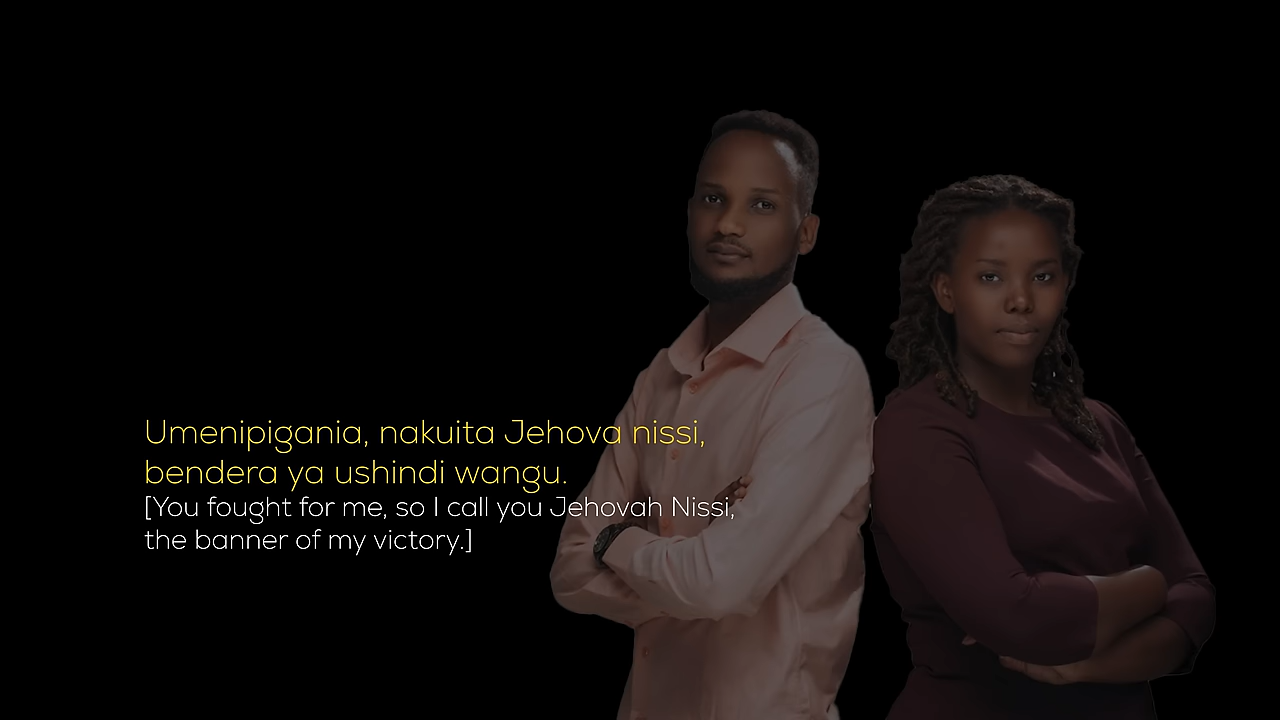 Umenipigania, nakuita Jehova nissi,
bendera ya ushindi wangu.
[You fought for me, so I call you Jehovah Nissi,
the banner of my victory.]